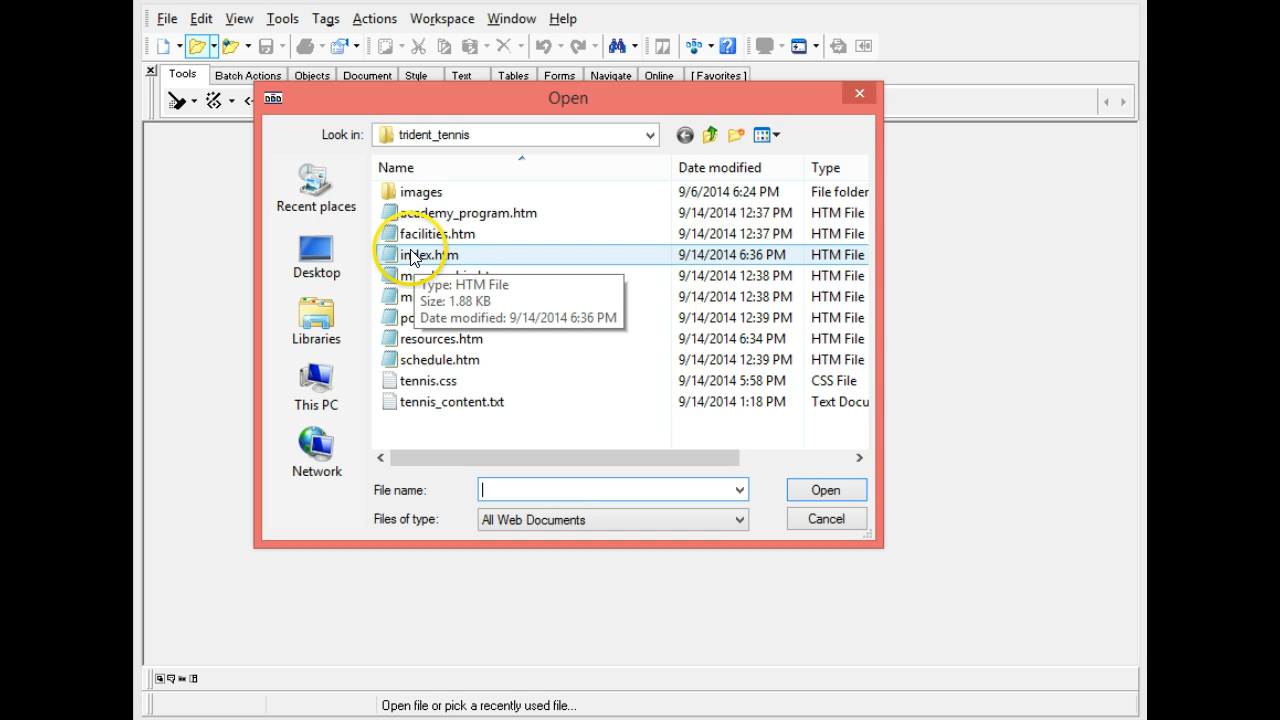 File Edit View Tools Tags Actions Workspace Window Help
Tools Batch Actions Objects Document Style Text Tables Forms Navigate Online [ Favorites ]
Open
Look in: trident_tennis
Name Date modified Type
images 9/6/2014 6:24 PM File folder
academy_program.htm 9/14/2014 12:37 PM HTM File
facilities.htm 9/14/2014 12:37 PM HTM File
index.htm 9/14/2014 6:36 PM HTM File
9/14/2014 12:38 PM HTM File
Type: HTM File
Size: 1.88 KB
9/14/2014 12:38 PM HTM File
Date modified: 9/14/2014 6:36 PM
9/14/2014 12:39 PM HTM File
resources.htm 9/14/2014 6:34 PM HTM File
schedule.htm 9/14/2014 12:39 PM HTM File
tennis.css 9/14/2014 5:58 PM CSS File
tennis_content.txt 9/14/2014 1:18 PM Text Docu
Recent places
Desktop
Libraries
This PC
Network
File name: Open
Files of type: All Web Documents Cancel
Open file or pick a recently used file...